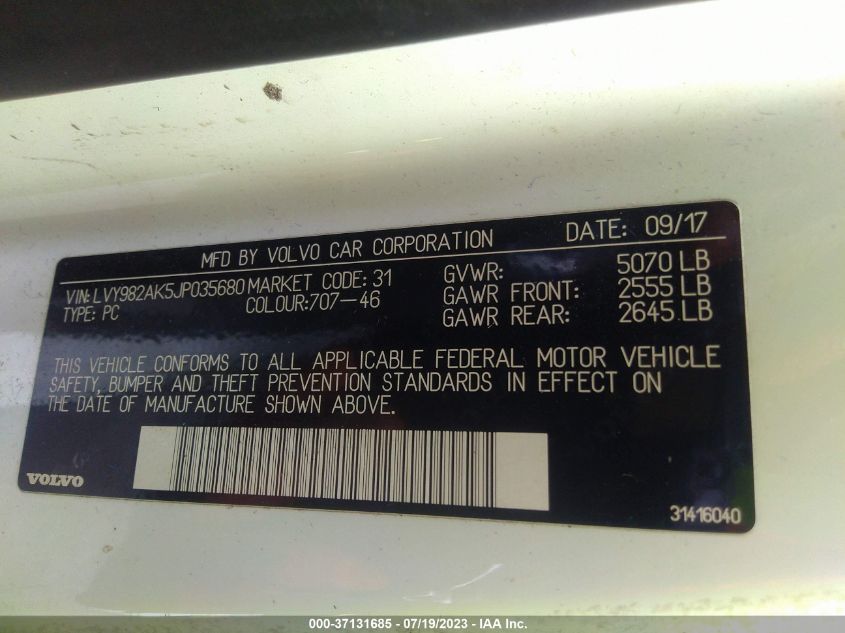 MFD BY VOLVO CAR CORPORATION DATE: 09/17
VIN: LVY982AK5JP035680 MARKET CODE: 31 GVWR: 5070 LB
TYPE: PC COLOUR:707-46 GAWR FRONT: 2555 LB
GAWR REAR: 2645 LB
THIS VEHICLE CONFORMS TO ALL APPLICABLE FEDERAL MOTOR VEHICLE
SAFETY, BUMPER AND THEFT PREVENTION STANDARDS IN EFFECT ON
THE DATE OF MANUFACTURE SHOWN ABOVE.
VOLVO
31416040
000-37131685 - 07/19/2023 - IAA Inc.